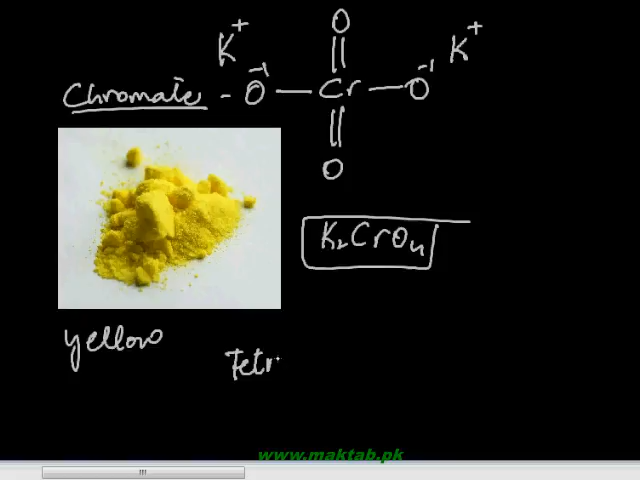 K+ O K+
Chromate - O-1 — Cr — O-1
O
K2CrO4
yellow
Tetr
www.maktab.pk